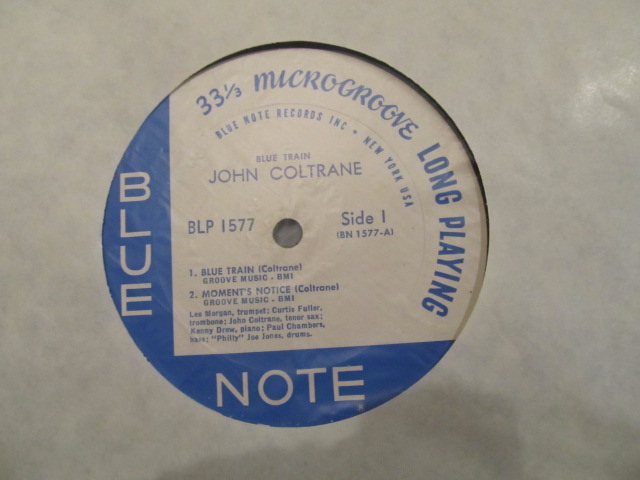 33⅓ MICROGROOVE LONG PLAYING
BLUE NOTE RECORDS INC • NEW YORK USA
BLUE TRAIN
JOHN COLTRANE
BLP 1577
Side 1
(BN 1577-A)
1. BLUE TRAIN (Coltrane)
GROOVE MUSIC - BMI
2. MOMENT'S NOTICE (Coltrane)
GROOVE MUSIC - BMI
Lee Morgan, trumpet; Curtis Fuller,
trombone; John Coltrane, tenor sax;
Kenny Drew, piano; Paul Chambers,
bass; "Philly" Joe Jones, drums.
BLUE
NOTE